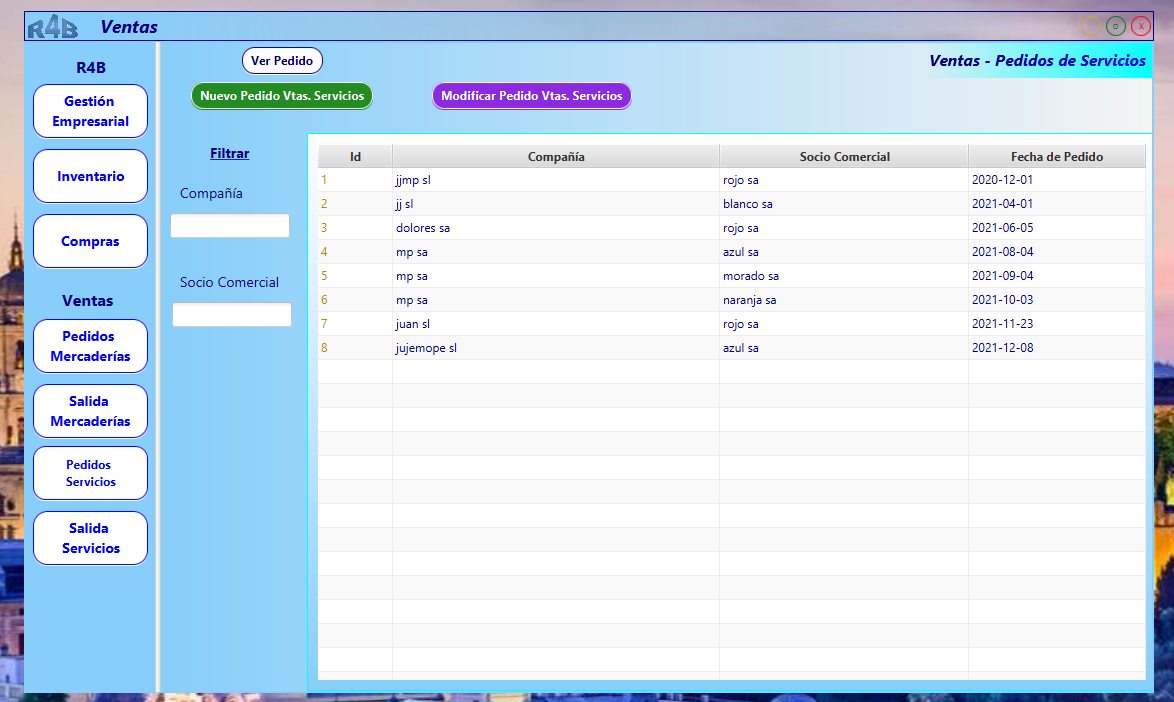 R4B Ventas
x
R4B
Gestión
Empresarial
Inventario
Compras
Ventas
Pedidos
Mercaderías
Salida
Mercaderías
Pedidos
Servicios
Salida
Servicios
Ver Pedido
Ventas - Pedidos de Servicios
Nuevo Pedido Vtas. Servicios
Modificar Pedido Vtas. Servicios
Filtrar
Compañía
Socio Comercial
Id Compañía Socio Comercial Fecha de Pedido
1 jjmp sl rojo sa 2020-12-01
2 jj sl blanco sa 2021-04-01
3 dolores sa rojo sa 2021-06-05
4 mp sa azul sa 2021-08-04
5 mp sa morado sa 2021-09-04
6 mp sa naranja sa 2021-10-03
7 juan sl rojo sa 2021-11-23
8 jujemope sl azul sa 2021-12-08